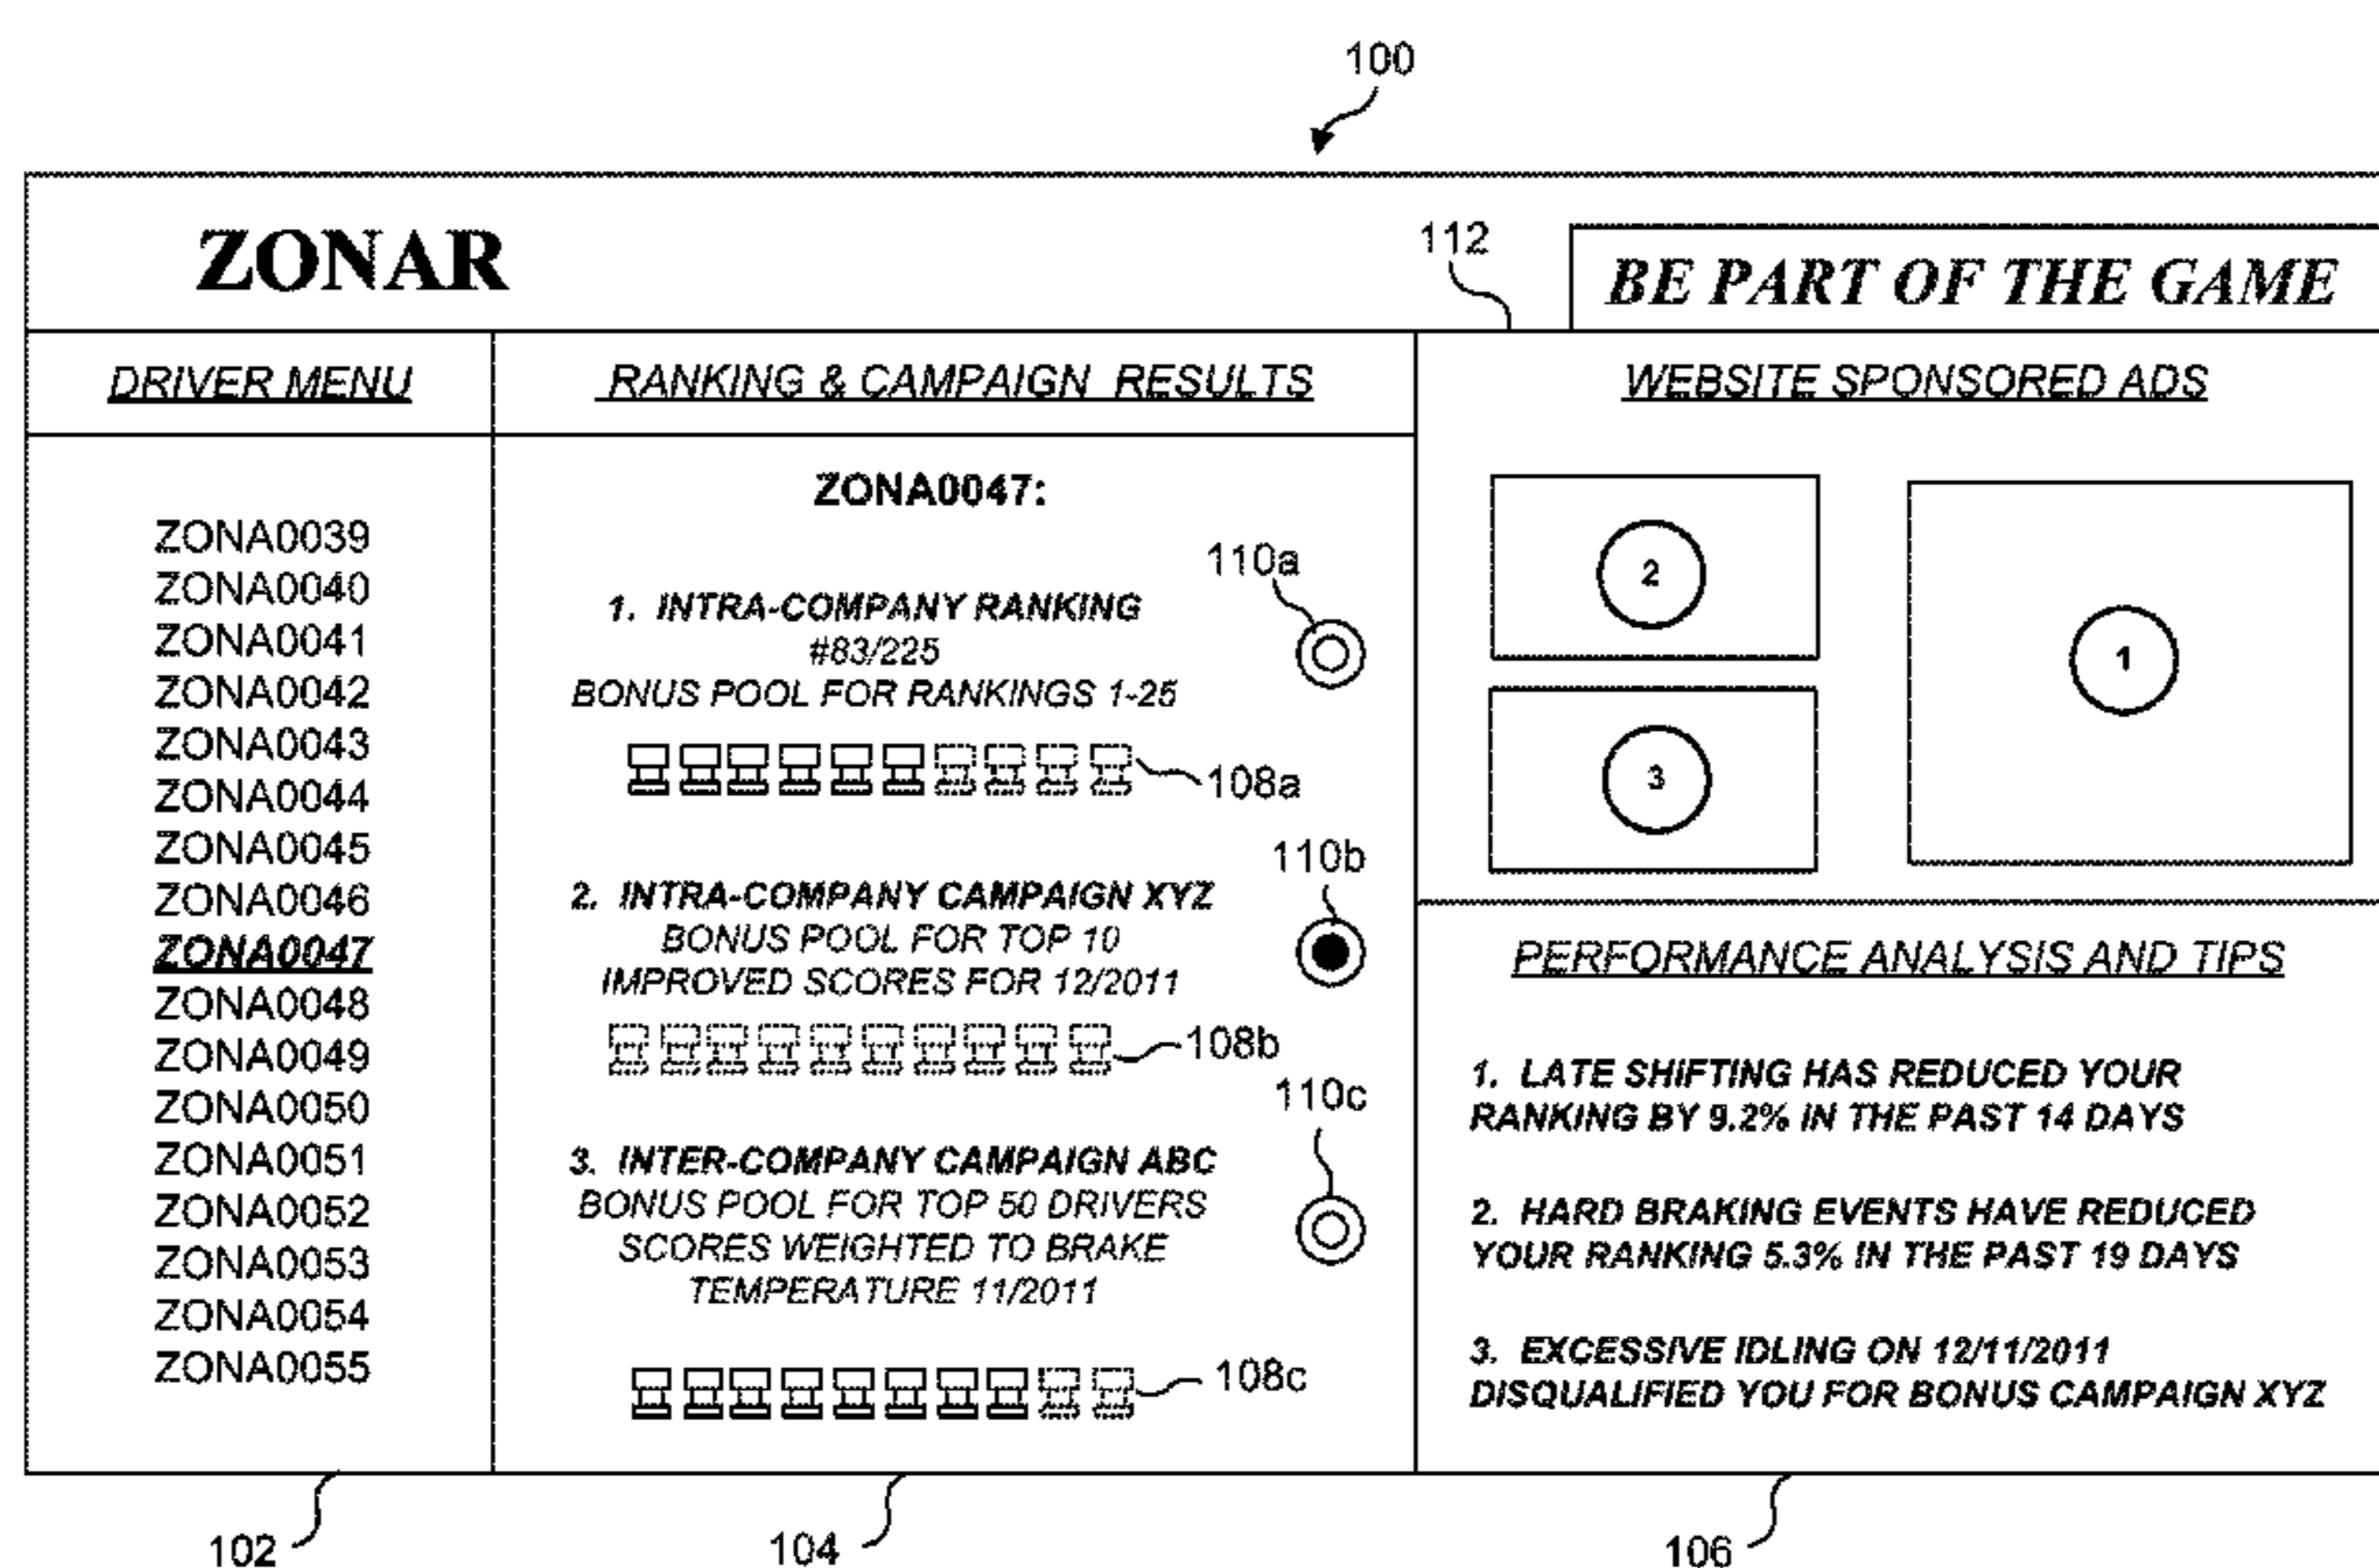 100
ZONAR
112
BE PART OF THE GAME
DRIVER MENU
ZONA0039
ZONA0040
ZONA0041
ZONA0042
ZONA0043
ZONA0044
ZONA0045
ZONA0046
ZONA0047
ZONA0048
ZONA0049
ZONA0050
ZONA0051
ZONA0052
ZONA0053
ZONA0054
ZONA0055
RANKING & CAMPAIGN RESULTS
ZONA0047:
110a
1. INTRA-COMPANY RANKING
#83/225
BONUS POOL FOR RANKINGS 1-25
108a
110b
2. INTRA-COMPANY CAMPAIGN XYZ
BONUS POOL FOR TOP 10
IMPROVED SCORES FOR 12/2011
108b
110c
3. INTER-COMPANY CAMPAIGN ABC
BONUS POOL FOR TOP 50 DRIVERS
SCORES WEIGHTED TO BRAKE
TEMPERATURE 11/2011
108c
WEBSITE SPONSORED ADS
2
1
3
PERFORMANCE ANALYSIS AND TIPS
1. LATE SHIFTING HAS REDUCED YOUR
RANKING BY 9.2% IN THE PAST 14 DAYS
2. HARD BRAKING EVENTS HAVE REDUCED
YOUR RANKING 5.3% IN THE PAST 19 DAYS
3. EXCESSIVE IDLING ON 12/11/2011
DISQUALIFIED YOU FOR BONUS CAMPAIGN XYZ
102
104
106